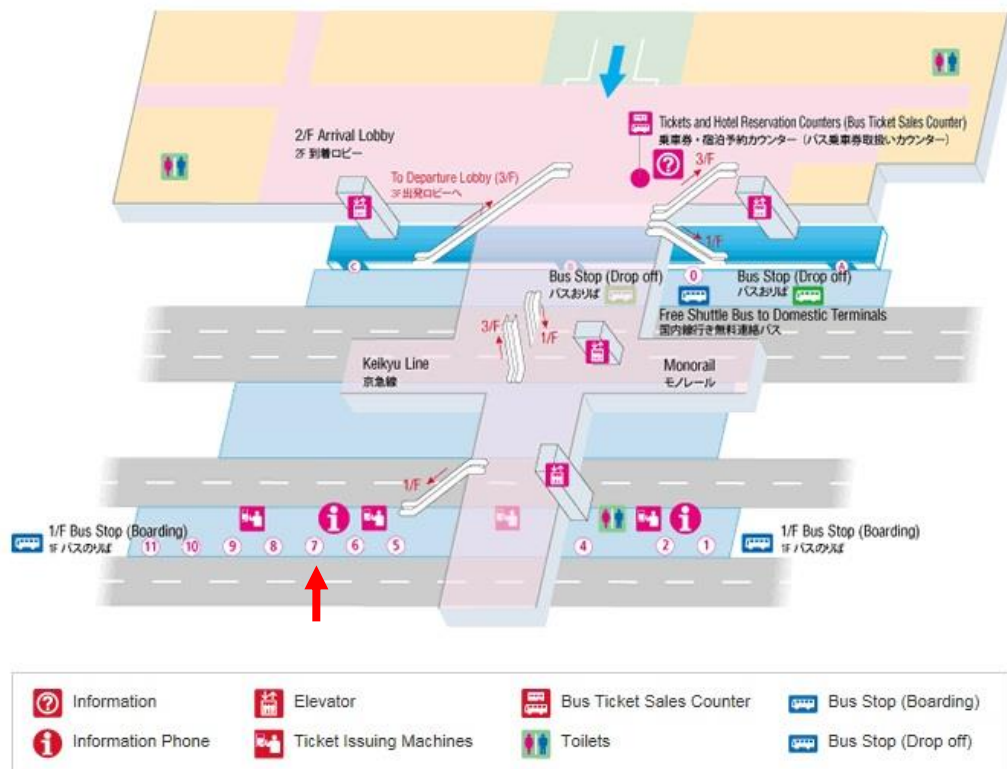 Tickets and Hotel Reservation Counters (Bus Ticket Sales Counter)
乗車券・宿泊予約カウンター（バス乗車券取扱いカウンター）
2/F Arrival Lobby
2F 到着ロビー
3/F
To Departure Lobby (3/F)
3F 出発ロビーへ
1/F
C
A
0
Bus Stop (Drop off)
バスおりば
Bus Stop (Drop off)
バスおりば
Free Shuttle Bus to Domestic Terminals
国内線行き無料連絡バス
3/F
1/F
Keikyu Line
京急線
Monorail
モノレール
1/F
1/F Bus Stop (Boarding)
1F バスのりば
11
10
9
8
7
6
5
4
2
1
1/F Bus Stop (Boarding)
1F バスのりば
Information
Elevator
Bus Ticket Sales Counter
Bus Stop (Boarding)
Information Phone
Ticket Issuing Machines
Toilets
Bus Stop (Drop off)